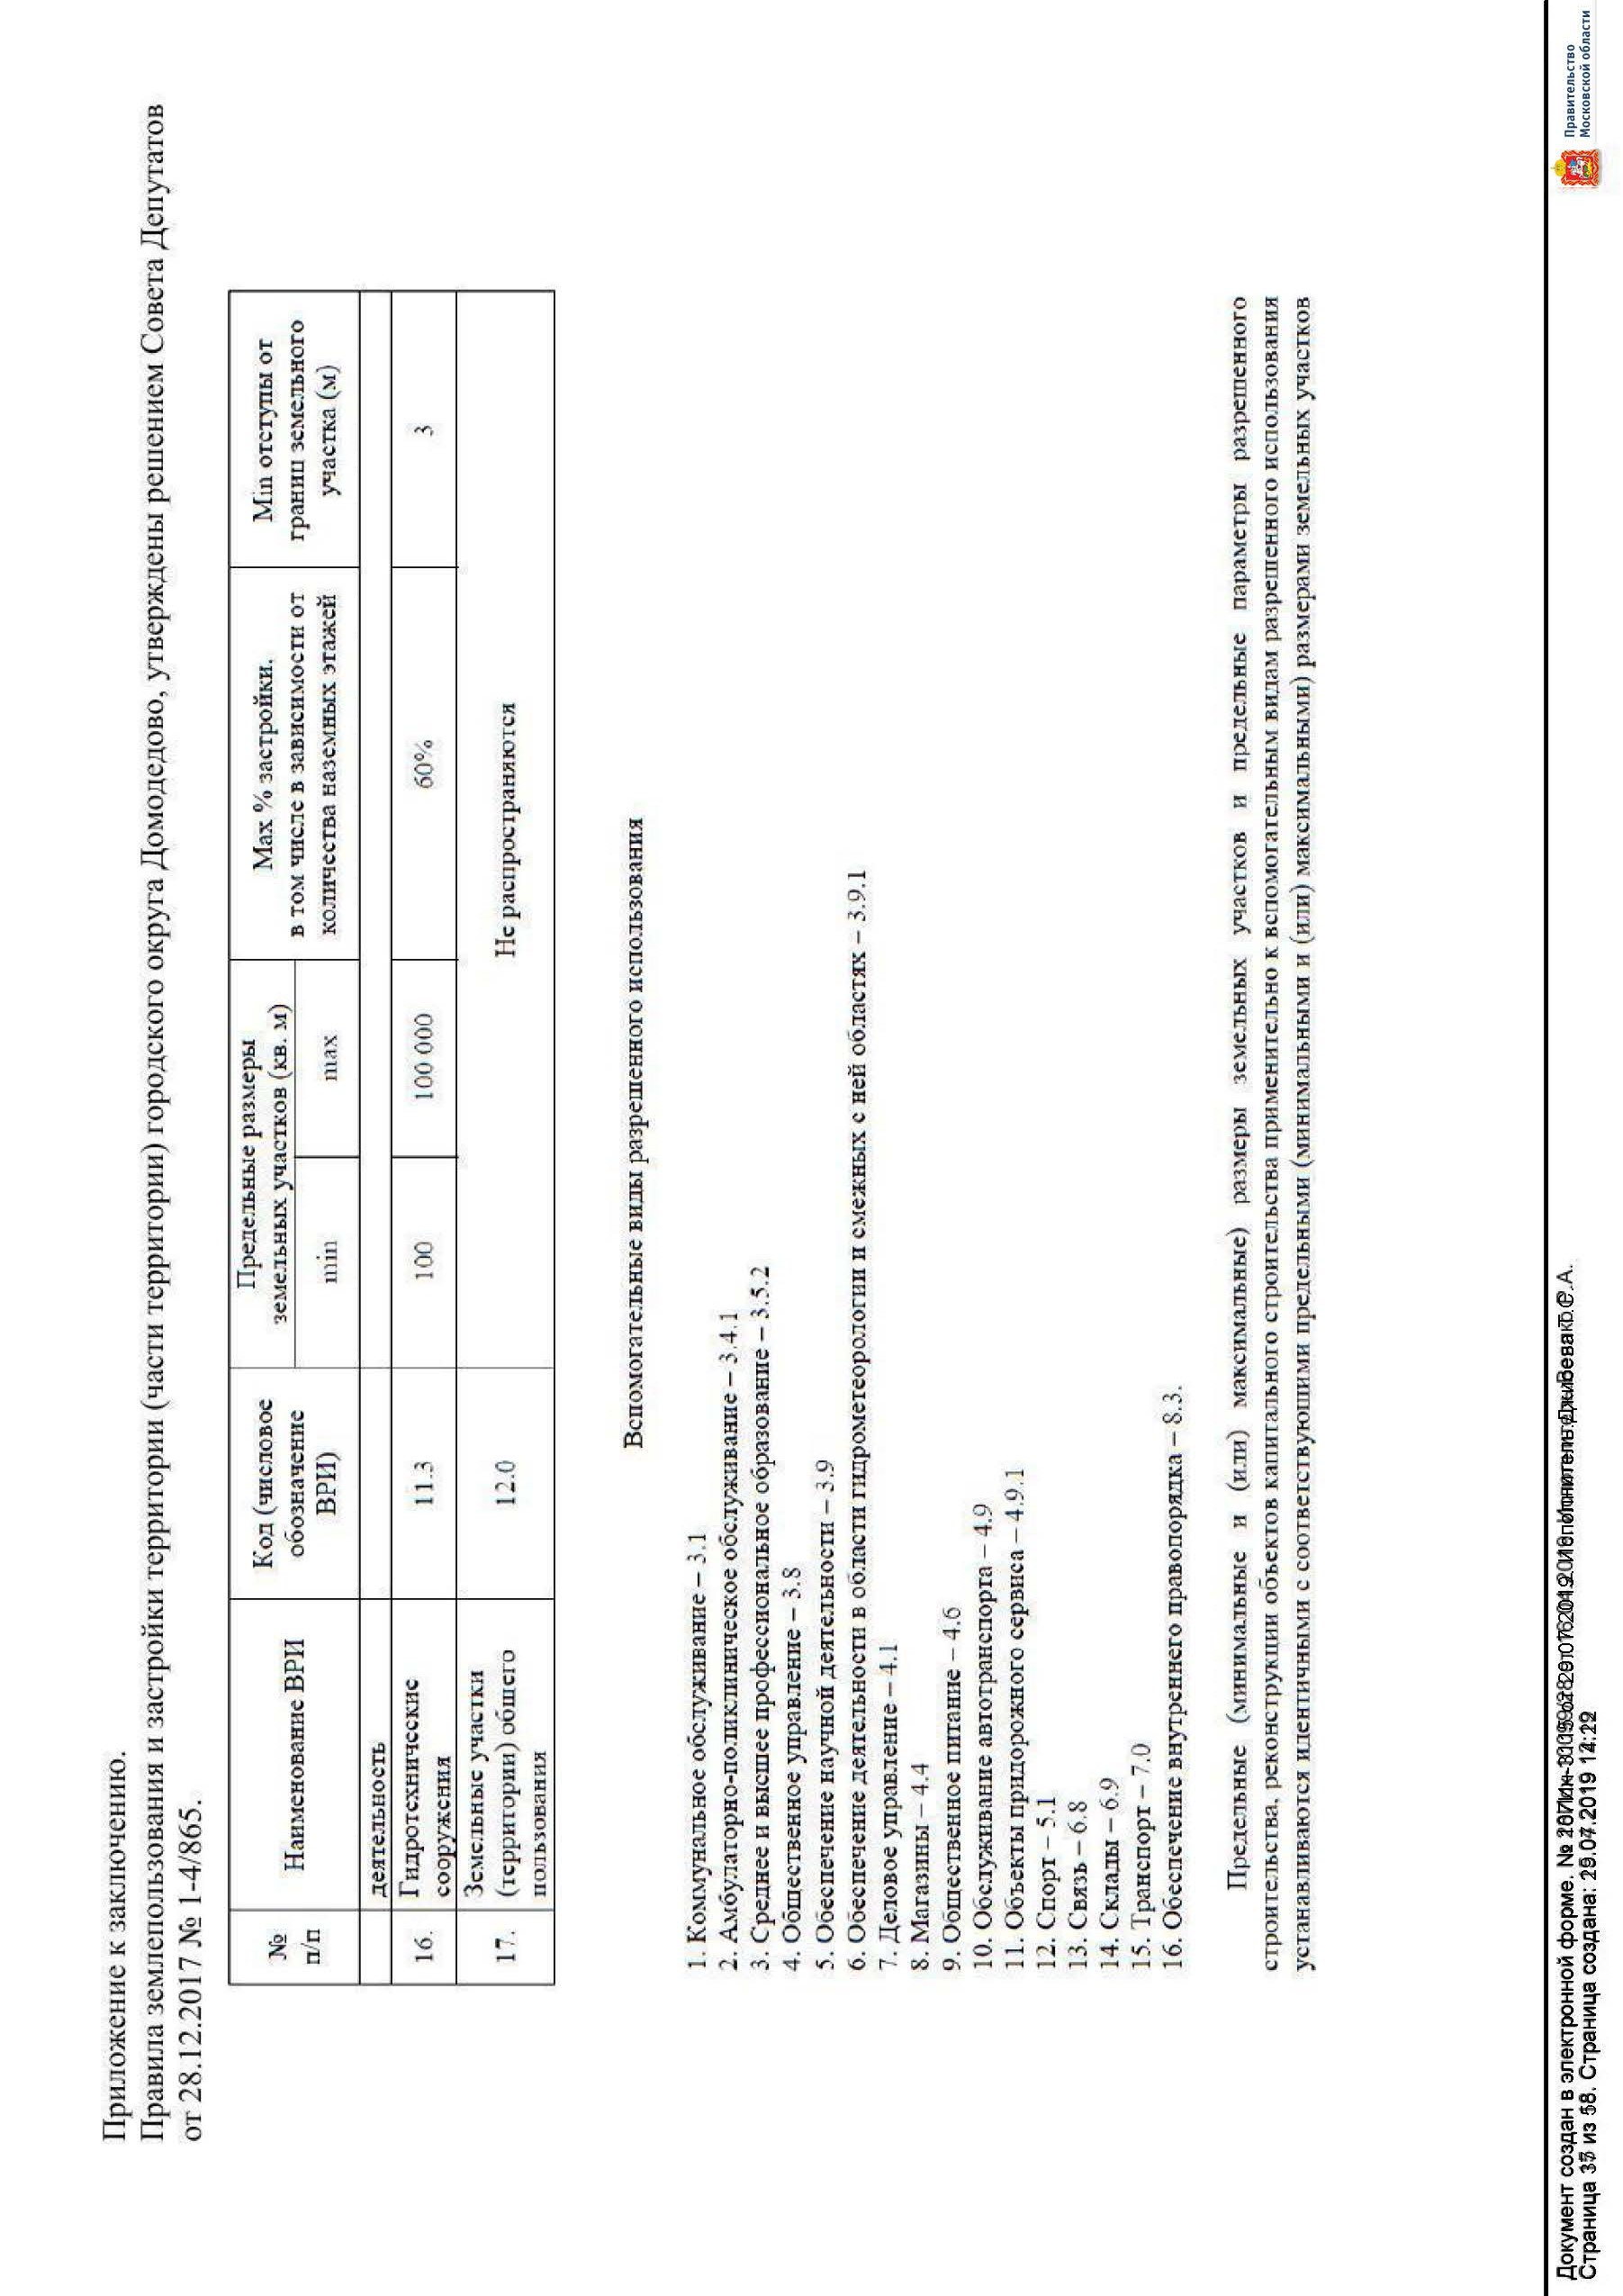 Приложение к заключению.
Правила землепользования и застройки территории (части территории) городского округа Домодедово, утверждены решением Совета Депутатов
от 28.12.2017 № 1-4/865.
№ п/п
Наименование ВРИ
Код (числовое
обозначение
ВРИ)
Предельные размеры
земельных участков (кв. м)
min
max
Max % застройки.
в том числе в зависимости от
количества наземных этажей
Min отступы от
границ земельного
участка (м)
деятельность
16.
Гидротехнические
сооружения
11.3
100
100 000
60%
3
17.
Земельные участки
(территории) общего
пользования
12.0
Не распространяются
Вспомогательные виды разрешенного использования
1. Коммунальное обслуживание – 3.1
2. Амбулаторно-поликлиническое обслуживание – 3.4.1
3. Среднее и высшее профессиональное образование – 3.5.2
4. Общественное управление – 3.8
5. Обеспечение научной деятельности – 3.9
6. Обеспечение деятельности в области гидрометеорологии и смежных с ней областях – 3.9.1
7. Деловое управление – 4.1
8. Магазины – 4.4
9. Общественное питание – 4.6
10. Обслуживание автотранспорта – 4.9
11. Объекты придорожного сервиса – 4.9.1
12. Спорт – 5.1
13. Связь – 6.8
14. Склады – 6.9
15. Транспорт – 7.0
16. Обеспечение внутреннего правопорядка – 8.3.
Предельные (минимальные и (или) максимальные) размеры земельных участков и предельные параметры разрешенного
строительства, реконструкции объектов капитального строительства применительно к вспомогательным видам разрешенного использования
устанавливаются идентичными с соответствующими предельными (минимальными и (или) максимальными) размерами земельных участков
Документ создан в электронной форме. №
Страница из Страница создана:
Правительство
Московской области